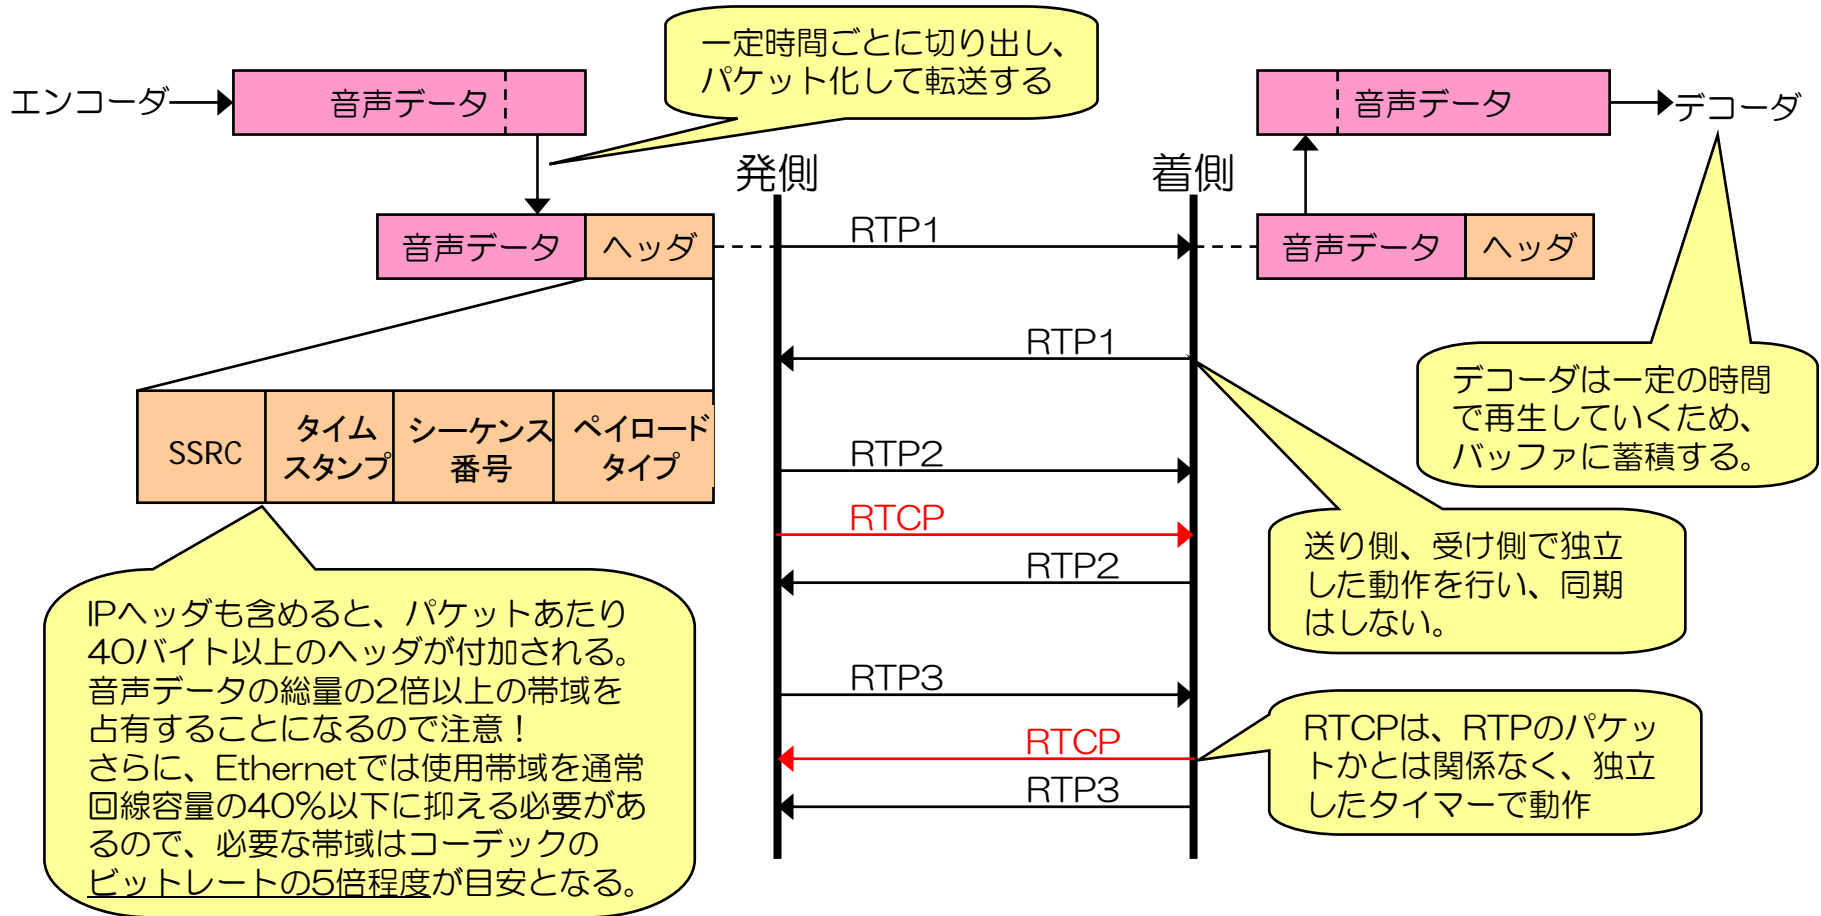 一定時間ごとに切り出し、
パケット化して転送する
エンコーダ
音声データ
音声データ
デコーダ
発側
着側
音声データ
ヘッダ
RTP1
音声データ
ヘッダ
RTP1
デコーダは一定の時間
で再生していくため、
バッファに蓄積する。
SSRC
タイム
スタンプ
シーケンス
番号
ペイロード
タイプ
RTP2
RTCP
送り側、受け側で独立
した動作を行い、同期
はしない。
RTP2
IPヘッダも含めると、パケットあたり
40バイト以上のヘッダが付加される。
音声データの総量の2倍以上の帯域を
占有することになるので注意！
さらに、Ethernetでは使用帯域を通常
回線容量の40％以下に抑える必要があ
るので、必要な帯域はコーデックの
ビットレートの5倍程度が目安となる。
RTP3
RTCP
RTP3
RTCPは、RTPのパケッ
トかとは関係なく、独立
したタイマーで動作